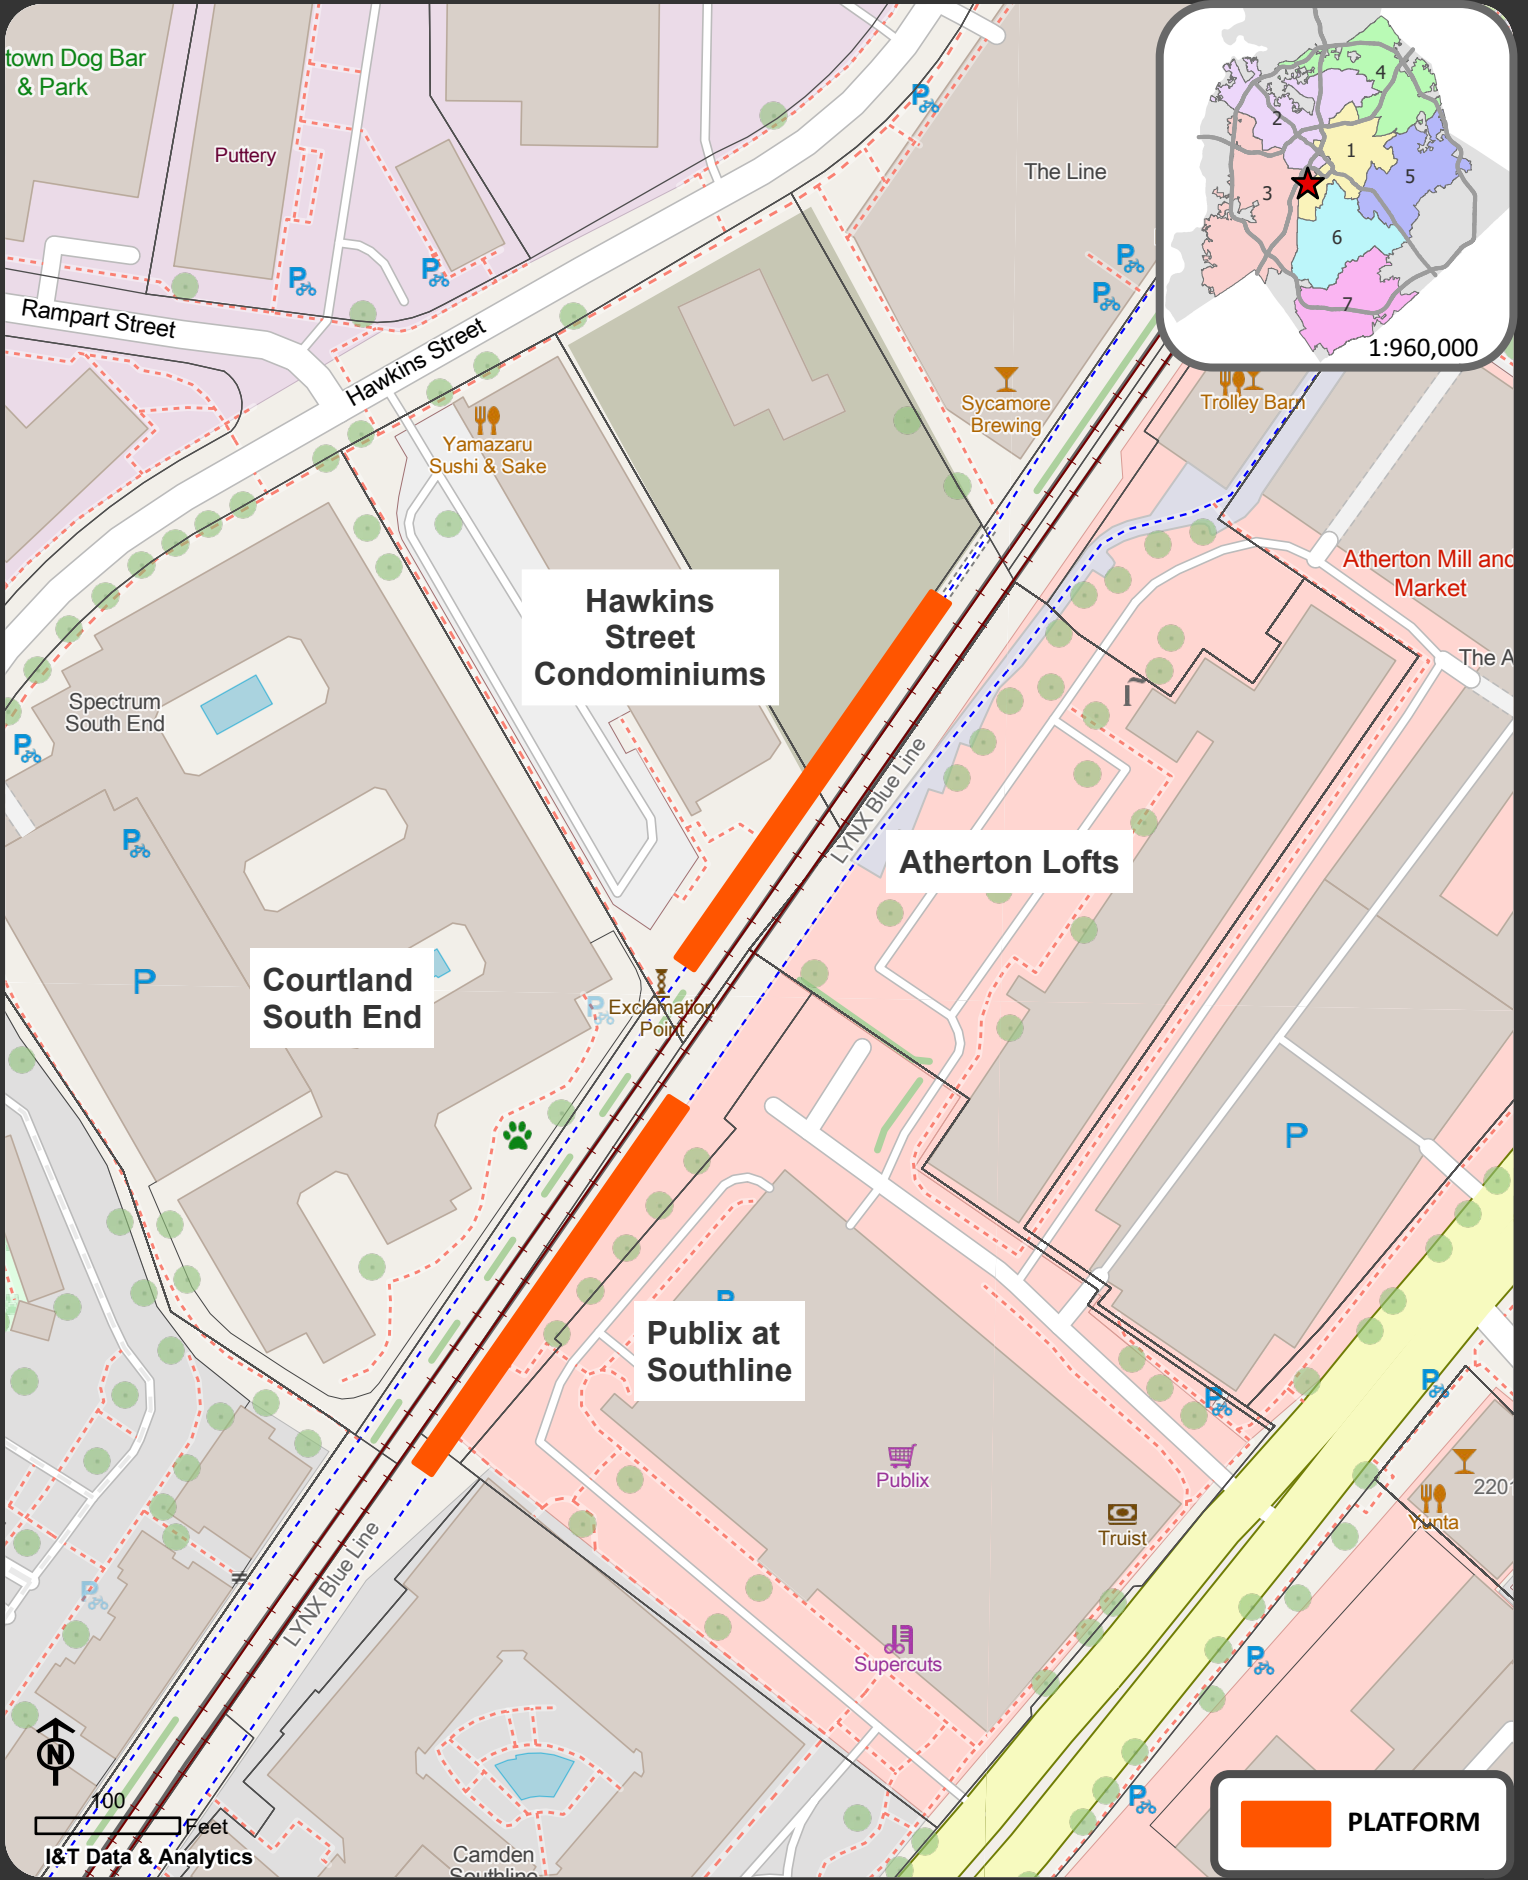 town Dog Bar
& Park
Puttery
The Line
4
2
1
5
3
6
7
1:960,000
Rampart Street
Hawkins Street
Yamazaru
Sushi & Sake
Sycamore
Brewing
Trolley Barn
Atherton Mill and
Market
The A
Hawkins
Street
Condominiums
Spectrum
South End
LYNX Blue Line
Atherton Lofts
P
Courtland
South End
Exclamation
Point
P
Publix at
Southline
Publix
Truist
2201
Yunta
LYNX Blue Line
Supercuts
N
100
Feet
I&T Data & Analytics
Camden
Southline
PLATFORM